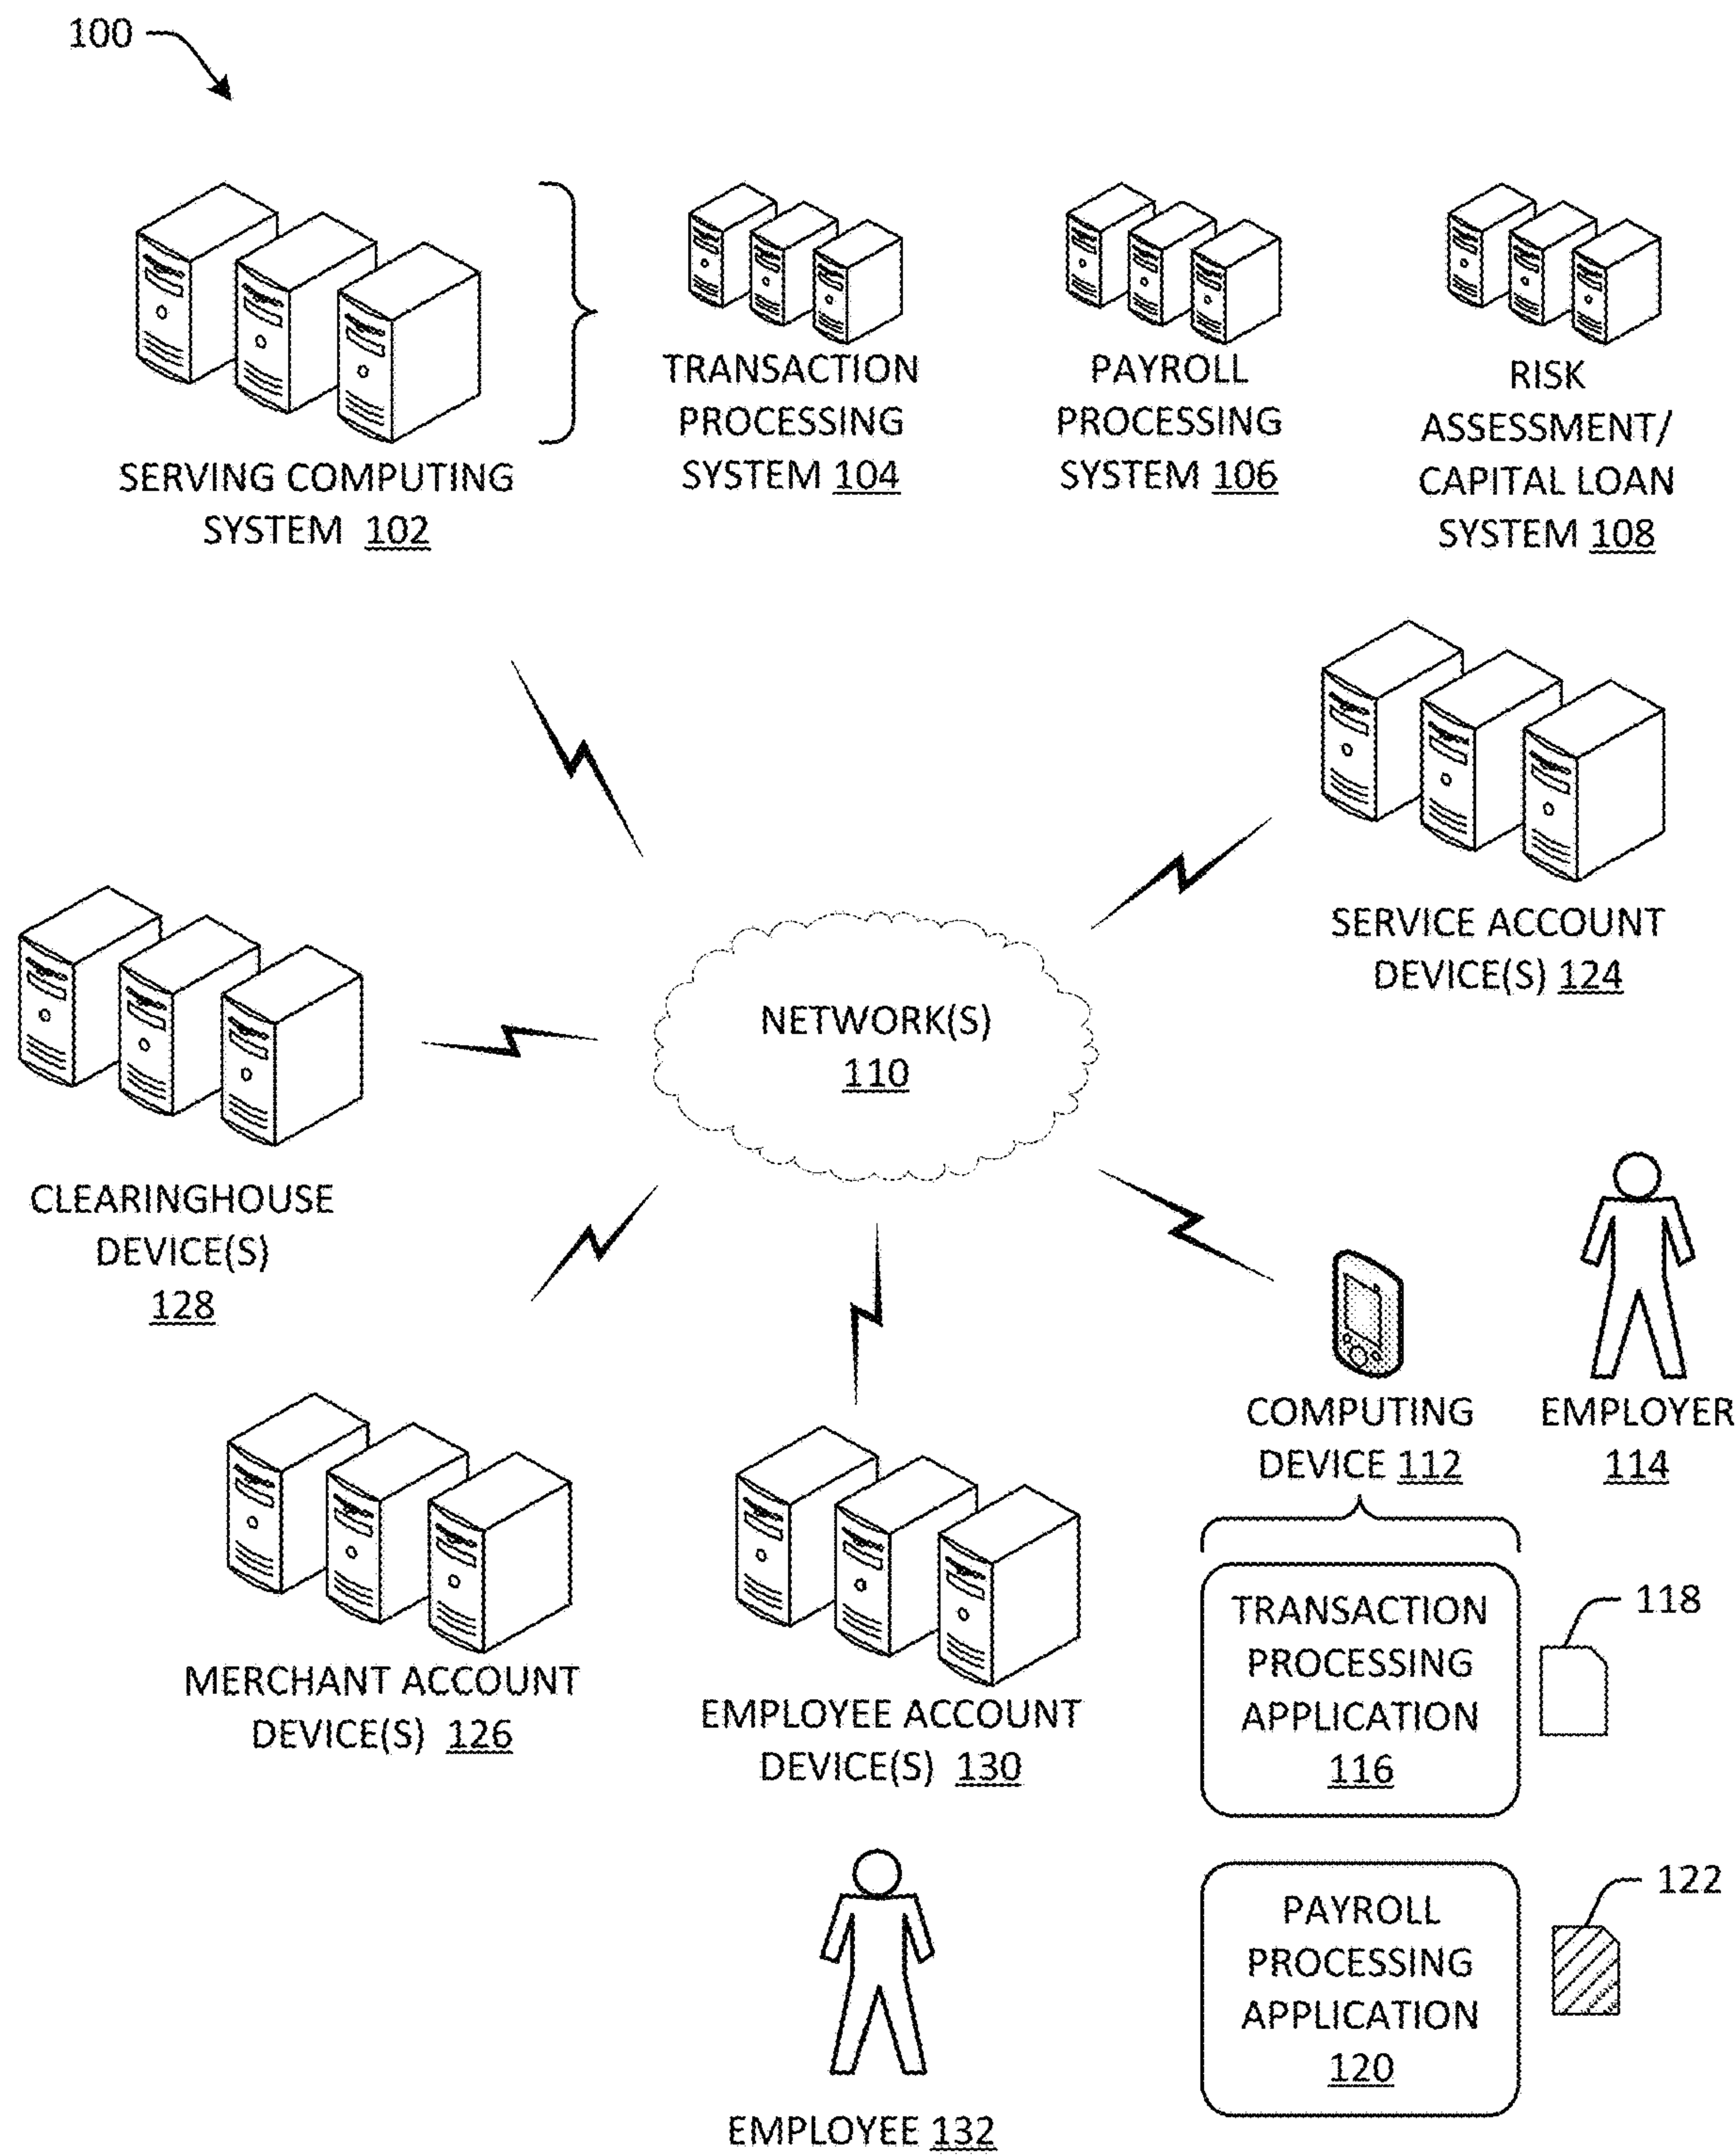 100
SERVING COMPUTING
SYSTEM 102
TRANSACTION
PROCESSING
SYSTEM 104
PAYROLL
PROCESSING
SYSTEM 106
RISK
ASSESSMENT/
CAPITAL LOAN
SYSTEM 108
SERVICE ACCOUNT
DEVICE(S) 124
NETWORK(S)
110
CLEARINGHOUSE
DEVICE(S)
128
COMPUTING
DEVICE 112
EMPLOYER
114
MERCHANT ACCOUNT
DEVICE(S) 126
EMPLOYEE ACCOUNT
DEVICE(S) 130
TRANSACTION
PROCESSING
APPLICATION
116
118
PAYROLL
PROCESSING
APPLICATION
120
122
EMPLOYEE 132